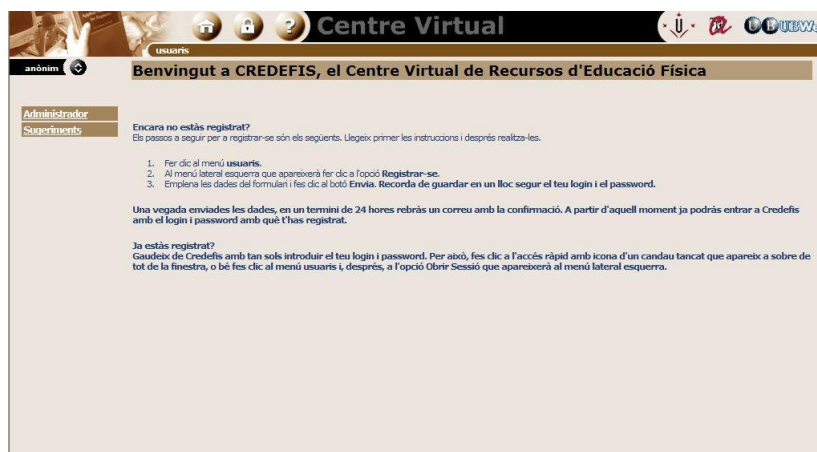 Centre Virtual
UBWeb
usuaris
anònim
Benvingut a CREDEFIS, el Centre Virtual de Recursos d'Educació Física
Administrador
Sugeriments
Encara no estàs registrat?
Els passos a seguir per a registrar-se són els següents. Llegeix primer les instruccions i després realitza-les.
1. Fer clic al menú usuaris.
2. Al menú lateral esquerra que apareixerà fer clic a l'opció Registrar-se.
3. Emplena les dades del formulari i fes clic al botó Envia. Recorda de guardar en un lloc segur el teu login i el password.
Una vegada enviades les dades, en un termini de 24 hores rebràs un correu amb la confirmació. A partir d'aquell moment ja podràs entrar a Credefis
amb el login i password amb què t'has registrat.
Ja estàs registrat?
Gaudeix de Credefis amb tan sols introduir el teu login i password. Per això, fes clic a l'accés ràpid amb icona d'un candau tancat que apareix a sobre de
tot de la finestra, o bé fes clic al menú usuaris i, després, a l'opció Obrir Sessió que apareixerà al menú lateral esquerra.